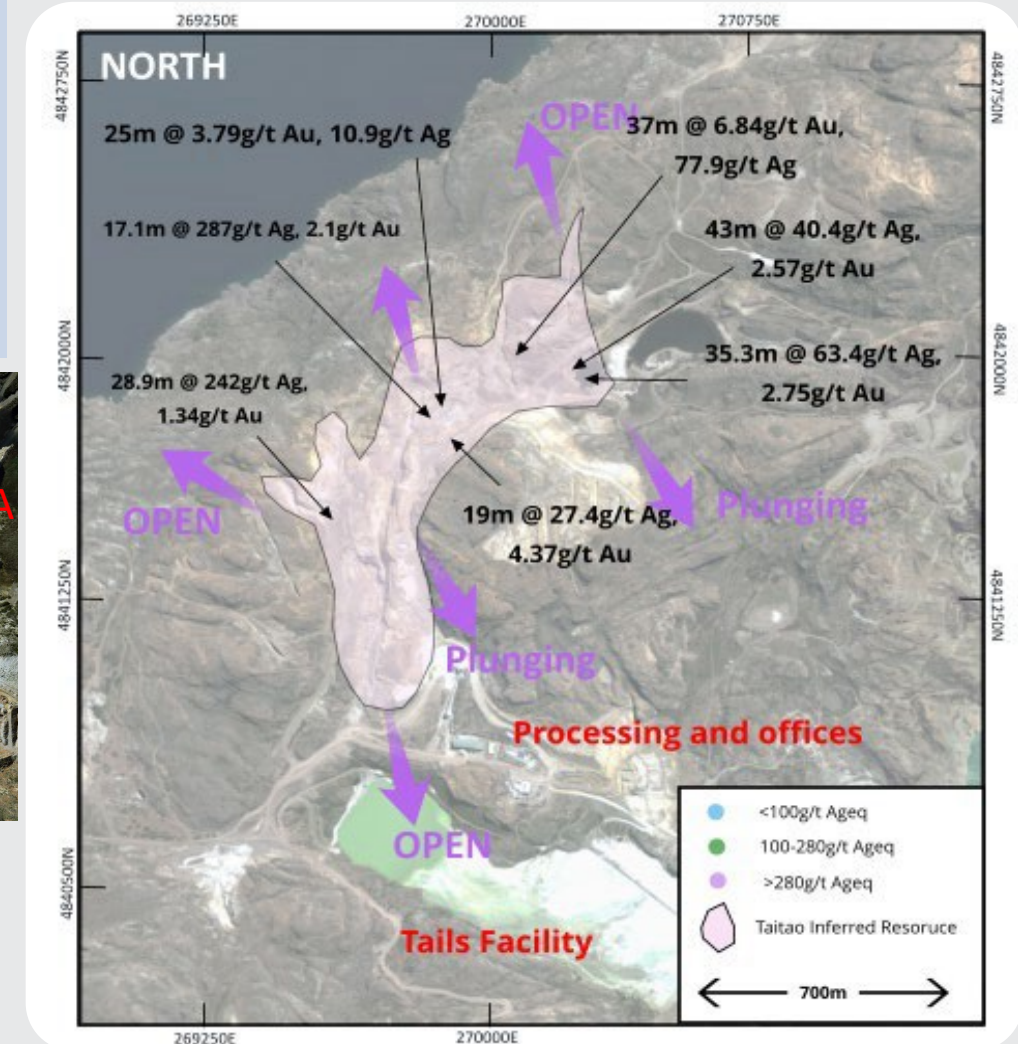 269250E
270000E
270750E
4842750N
4842750N
NORTH
OPEN
25m @ 3.79g/t Au, 10.9g/t Ag
37m @ 6.84g/t Au,
77.9g/t Ag
17.1m @ 287g/t Ag, 2.1g/t Au
43m @ 40.4g/t Ag,
2.57g/t Au
4842000N
4842000N
35.3m @ 63.4g/t Ag,
2.75g/t Au
28.9m @ 242g/t Ag,
1.34g/t Au
A
OPEN
Plunging
19m @ 27.4g/t Ag,
4.37g/t Au
4841250N
4841250N
Plunging
Processing and offices
OPEN
4840500N
Tails Facility
<100g/t Ageq
100-280g/t Ageq
>280g/t Ageq
Taitao Inferred Resoruce
700m
269250E
270000E